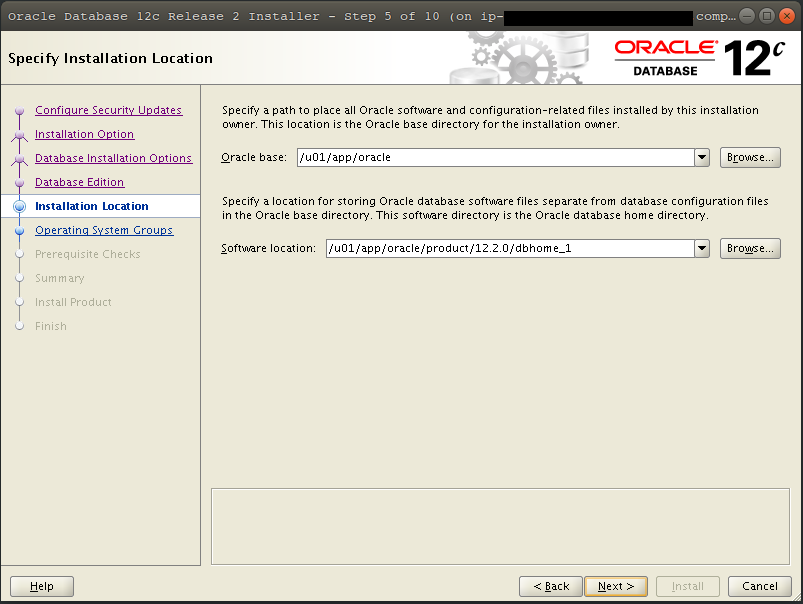 Oracle Database 12c Release 2 Installer - Step 5 of 10 (on ip- comp...
Specify Installation Location
ORACLE
DATABASE
12c
Configure Security Updates
Installation Option
Database Installation Options
Database Edition
Installation Location
Operating System Groups
Prerequisite Checks
Summary
Install Product
Finish
Specify a path to place all Oracle software and configuration-related files installed by this installation
owner. This location is the Oracle base directory for the installation owner.
Oracle base: /u01/app/oracle Browse...
Specify a location for storing Oracle database software files separate from database configuration files
in the Oracle base directory. This software directory is the Oracle database home directory.
Software location: /u01/app/oracle/product/12.2.0/dbhome_1 Browse...
Help < Back Next > Install Cancel